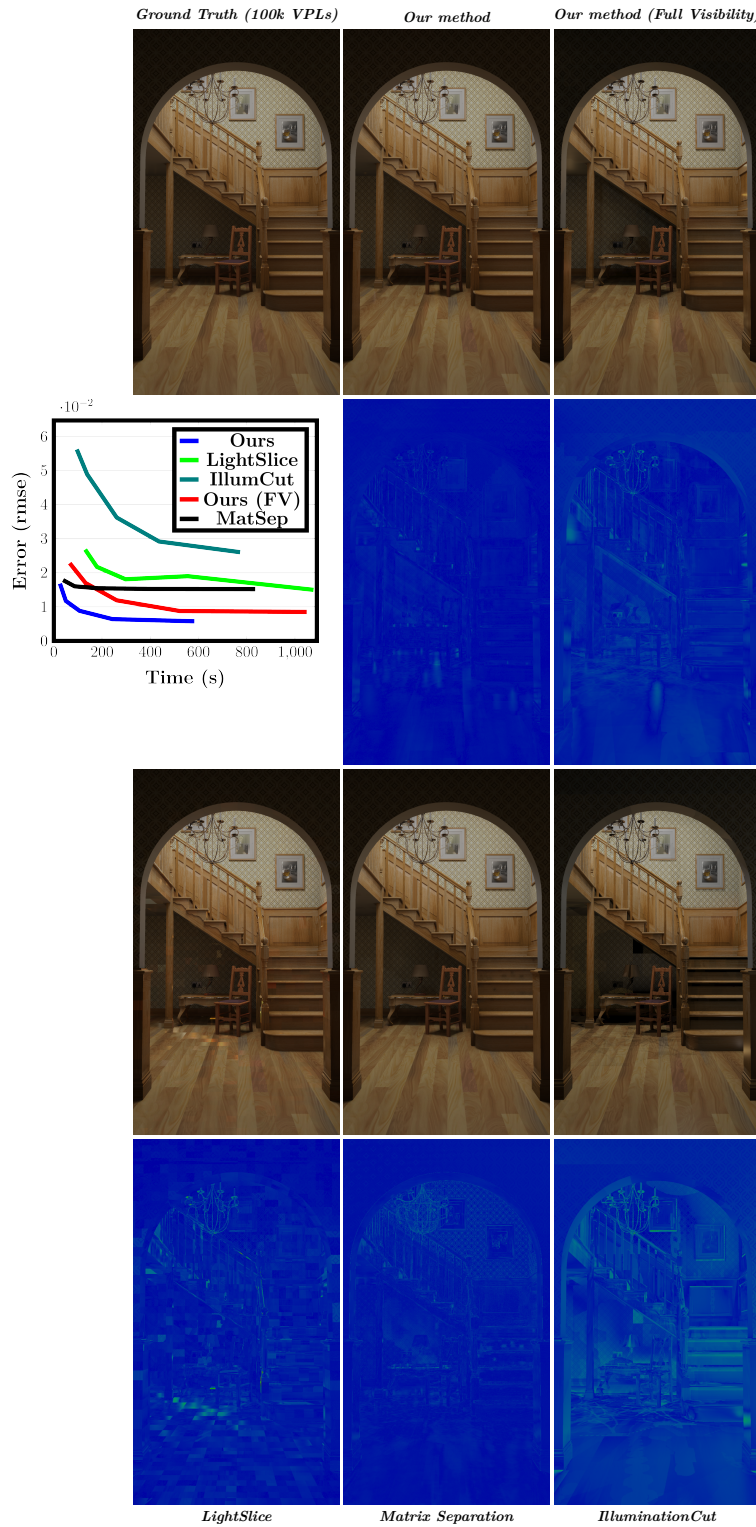 Ground Truth (100k VPLs)
Our method
Our method (Full Visibility)
·10⁻²
6
5
4
3
2
1
0
Error (rmse)
Ours
LightSlice
IllumCut
Ours (FV)
MatSep
0 200 400 600 800 1,000
Time (s)
LightSlice
Matrix Separation
IlluminationCut